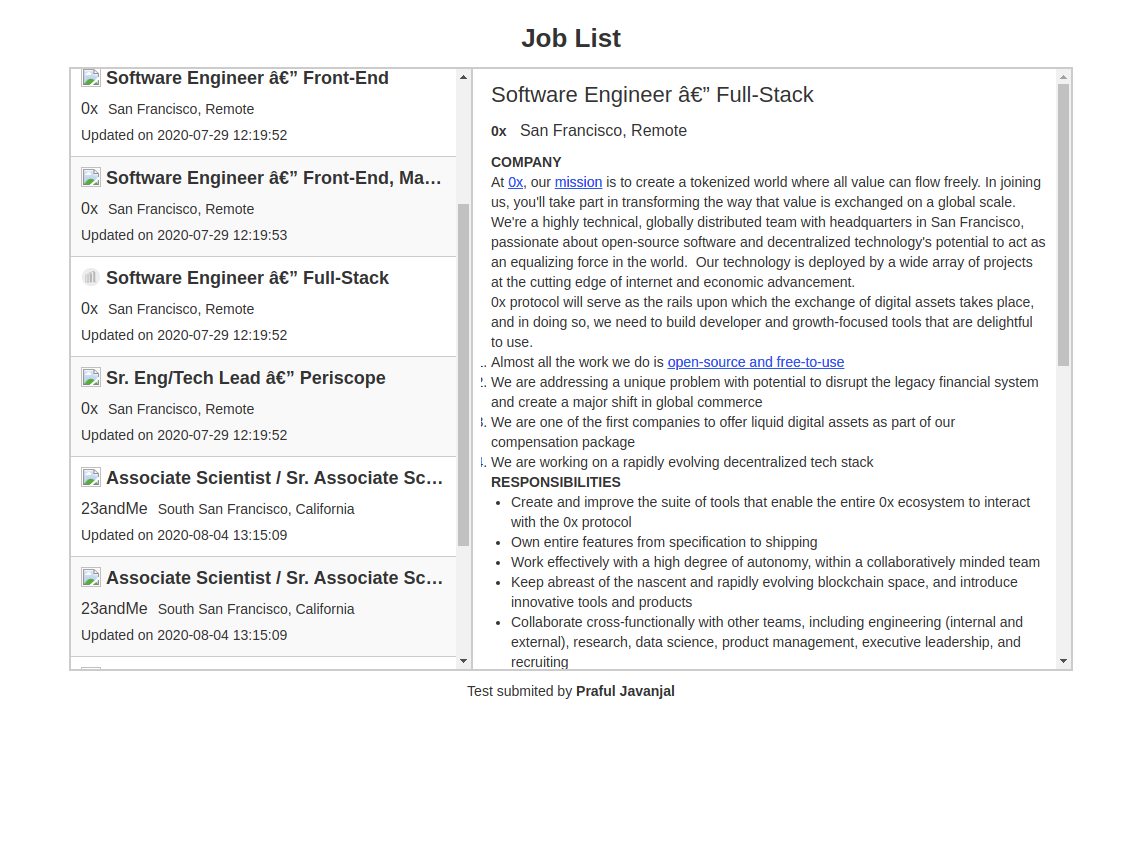 Job List
Software Engineer â€” Front-End
0x San Francisco, Remote
Updated on 2020-07-29 12:19:52
Software Engineer â€” Front-End, Ma…
0x San Francisco, Remote
Updated on 2020-07-29 12:19:53
Software Engineer â€” Full-Stack
0x San Francisco, Remote
Updated on 2020-07-29 12:19:52
Sr. Eng/Tech Lead â€” Periscope
0x San Francisco, Remote
Updated on 2020-07-29 12:19:52
Associate Scientist / Sr. Associate Sc…
23andMe South San Francisco, California
Updated on 2020-08-04 13:15:09
Associate Scientist / Sr. Associate Sc…
23andMe South San Francisco, California
Updated on 2020-08-04 13:15:09
Software Engineer â€” Full-Stack
0x San Francisco, Remote
COMPANY
At 0x, our mission is to create a tokenized world where all value can flow freely. In joining
us, you'll take part in transforming the way that value is exchanged on a global scale.
We're a highly technical, globally distributed team with headquarters in San Francisco,
passionate about open-source software and decentralized technology's potential to act as
an equalizing force in the world.  Our technology is deployed by a wide array of projects
at the cutting edge of internet and economic advancement.
0x protocol will serve as the rails upon which the exchange of digital assets takes place,
and in doing so, we need to build developer and growth-focused tools that are delightful
to use.
1. Almost all the work we do is open-source and free-to-use
2. We are addressing a unique problem with potential to disrupt the legacy financial system
and create a major shift in global commerce
3. We are one of the first companies to offer liquid digital assets as part of our
compensation package
4. We are working on a rapidly evolving decentralized tech stack
RESPONSIBILITIES
• Create and improve the suite of tools that enable the entire 0x ecosystem to interact
with the 0x protocol
• Own entire features from specification to shipping
• Work effectively with a high degree of autonomy, within a collaboratively minded team
• Keep abreast of the nascent and rapidly evolving blockchain space, and introduce
innovative tools and products
• Collaborate cross-functionally with other teams, including engineering (internal and
external), research, data science, product management, executive leadership, and
recruiting
Test submited by Praful Javanjal